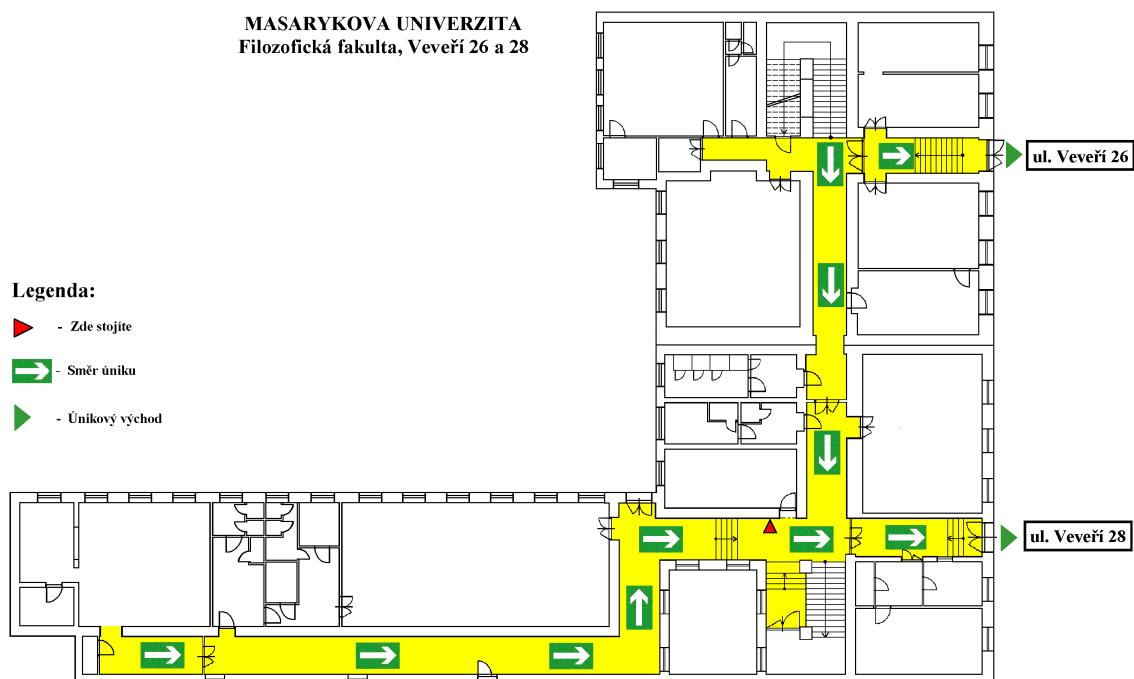 MASARYKOVA UNIVERZITA
Filozofická fakulta, Veveří 26 a 28
ul. Veveří 26
Legenda:
- Zde stojíte
- Směr úniku
- Únikový východ
ul. Veveří 28